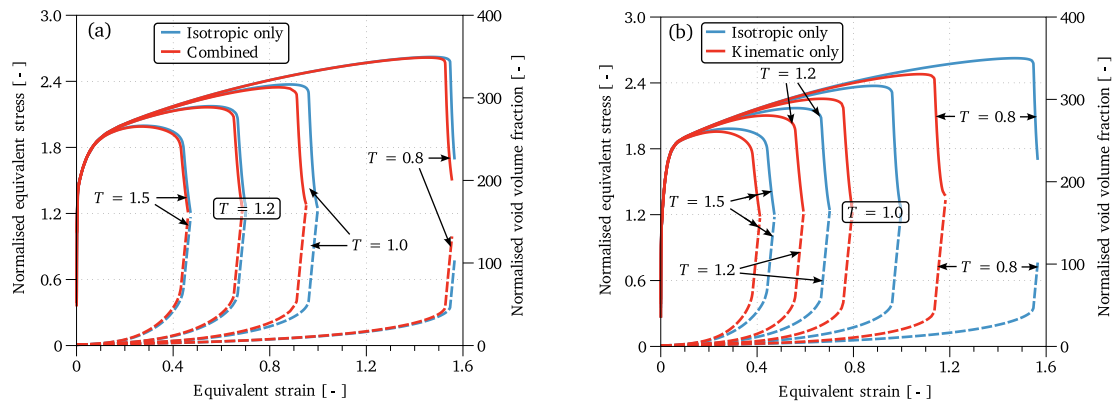 (a)
Isotropic only
Combined
3.0
2.4
1.8
1.2
0.6
0
Normalised equivalent stress [ - ]
400
300
200
100
0
Normalised void volume fraction [ - ]
T = 0.8
T = 1.5
T = 1.2
T = 1.0
0
0.4
0.8
1.2
1.6
Equivalent strain [ - ]
(b)
Isotropic only
Kinematic only
3.0
2.4
1.8
1.2
0.6
0
Normalised equivalent stress [ - ]
400
300
200
100
0
Normalised void volume fraction [ - ]
T = 1.2
T = 0.8
T = 1.5
T = 1.0
T = 1.2
T = 0.8
0
0.4
0.8
1.2
1.6
Equivalent strain [ - ]